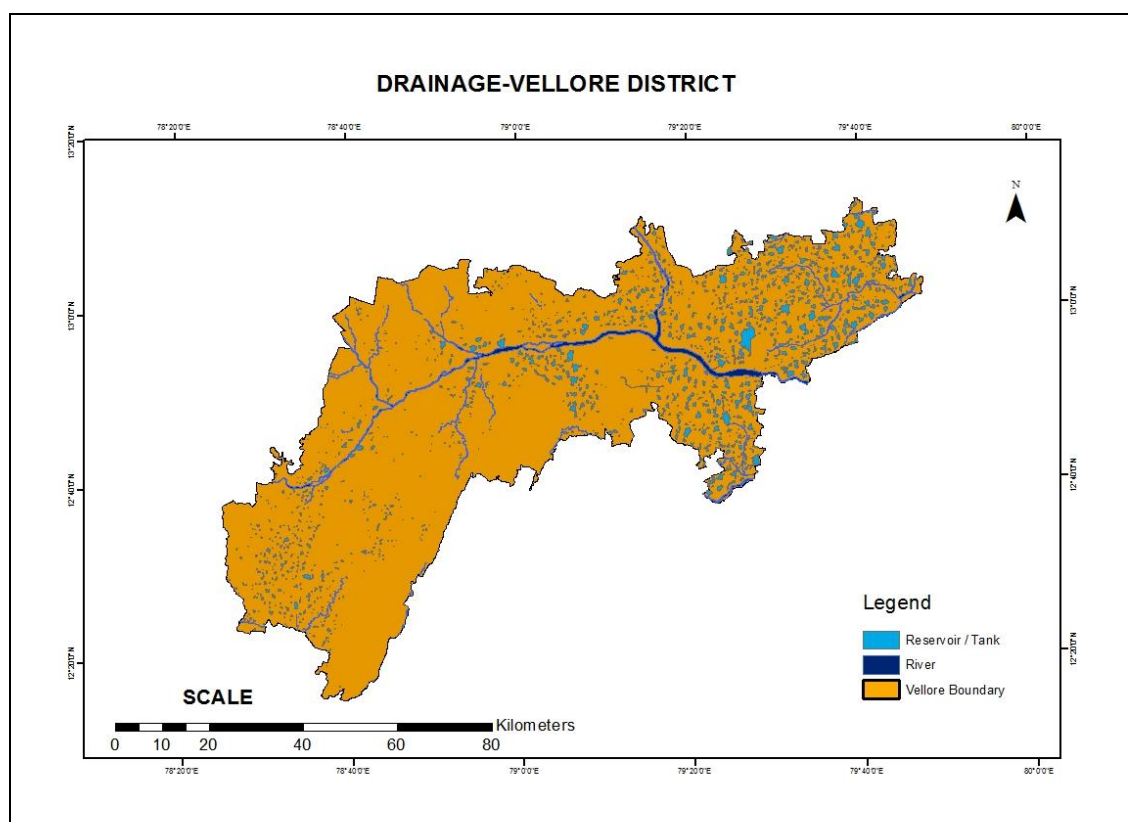 DRAINAGE-VELLORE DISTRICT
78°20'0"E 78°40'0"E 79°0'0"E 79°20'0"E 79°40'0"E 80°0'0"E
13°20'0"N
N
13°0'0"N 13°0'0"N
12°40'0"N 12°40'0"N
Legend
Reservoir / Tank
River
Vellore Boundary
12°20'0"N 12°20'0"N
SCALE
Kilometers
0 10 20 40 60 80
78°20'0"E 78°40'0"E 79°0'0"E 79°20'0"E 79°40'0"E 80°0'0"E